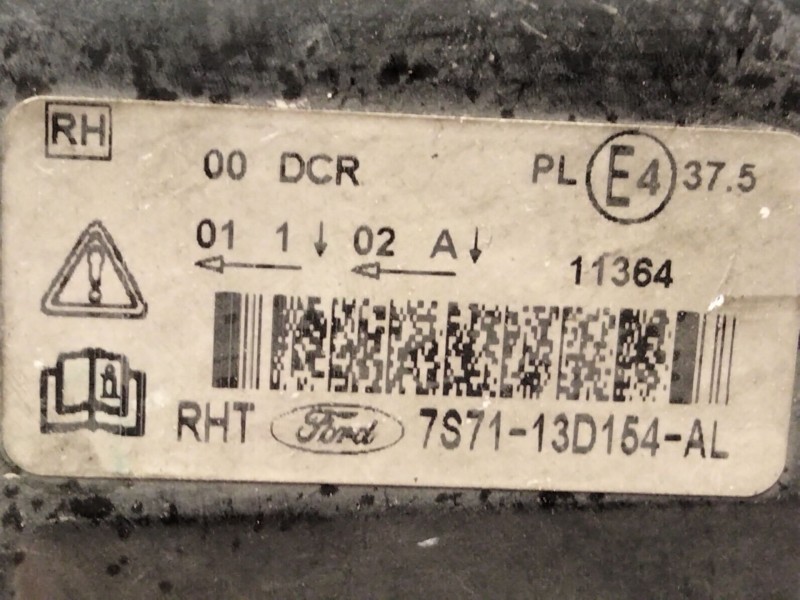 RH
00 DCR PL E4 37.5
01 1 ↓ 02 A ↓
11364
RHT Ford 7S71-13D154-AL